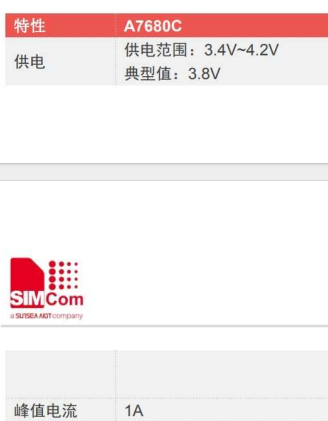 特性 A7680C
供电 供电范围：3.4V~4.2V
典型值：3.8V
SIMCom
a SUNSEA AIOT company
峰值电流 1A